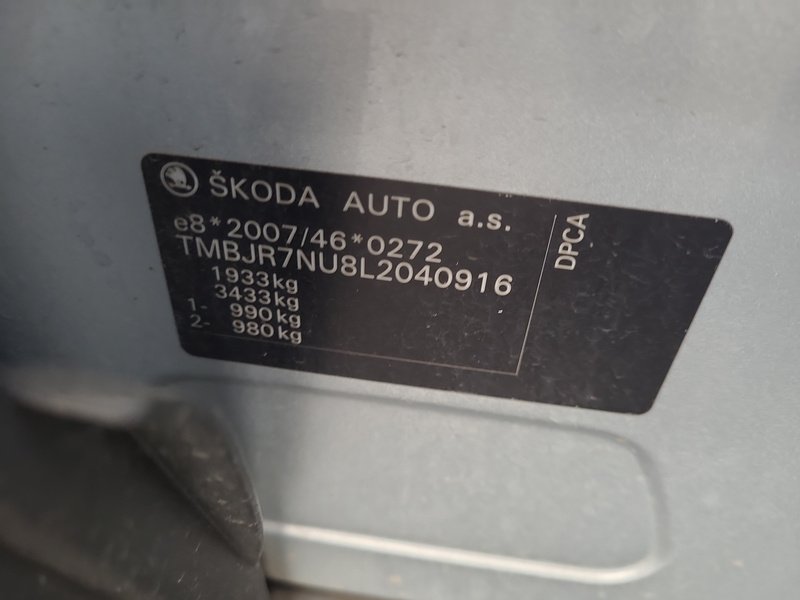 ŠKODA AUTO a.s.
e8*2007/46*0272
TMBJR7NU8L2040916
1933kg
3433kg
1- 990kg
2- 980kg
DPCA